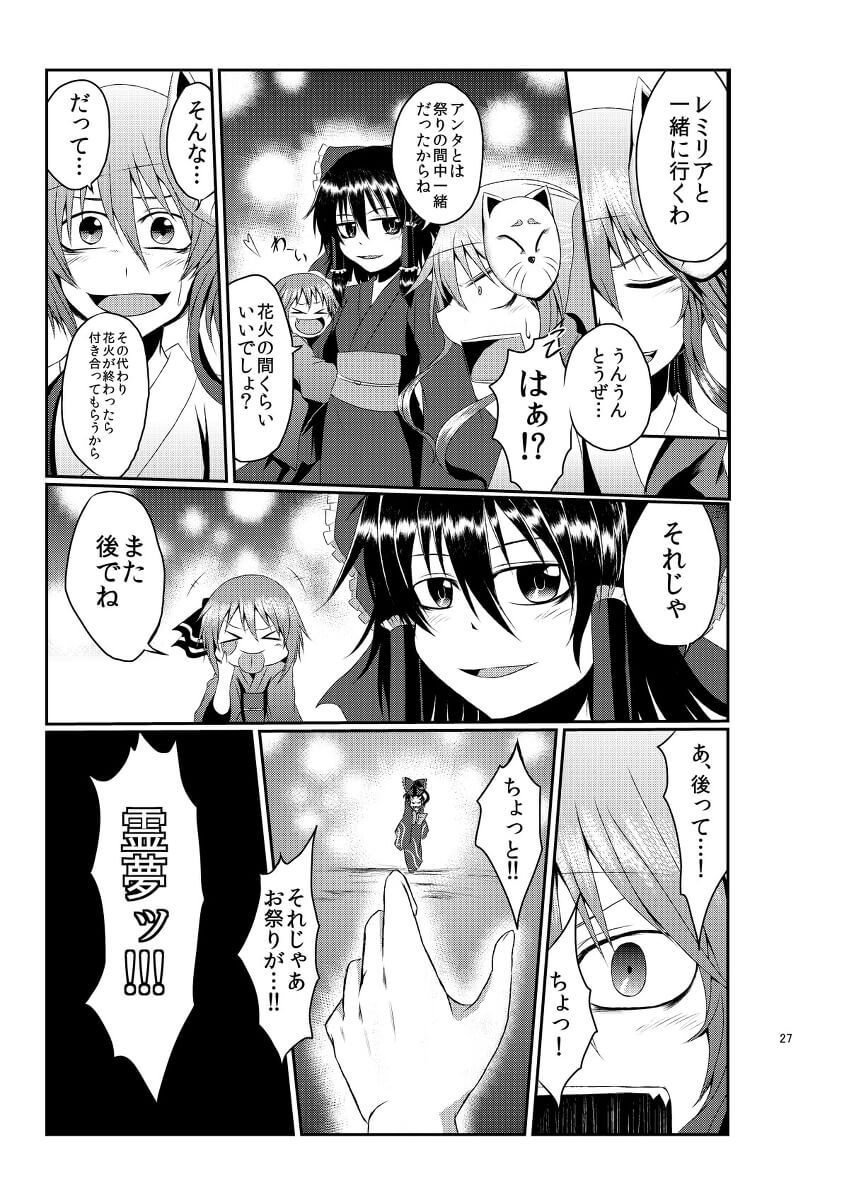 レミリアと
一緒に行くわ
うんうん
とうぜ…
アンタとは
祭りの間中一緒
だったからね
はぁ!?
わぁい
花火の間くらい
いいでしょ?
そんな…
だって…
その代わり
花火が終わったら
付き合ってもらうから
それじゃ
また
後でね
あ、後って…!
ちょっ!
ちょっと!!
それじゃあ
お祭りが…!!
霊夢ッ!!!
27